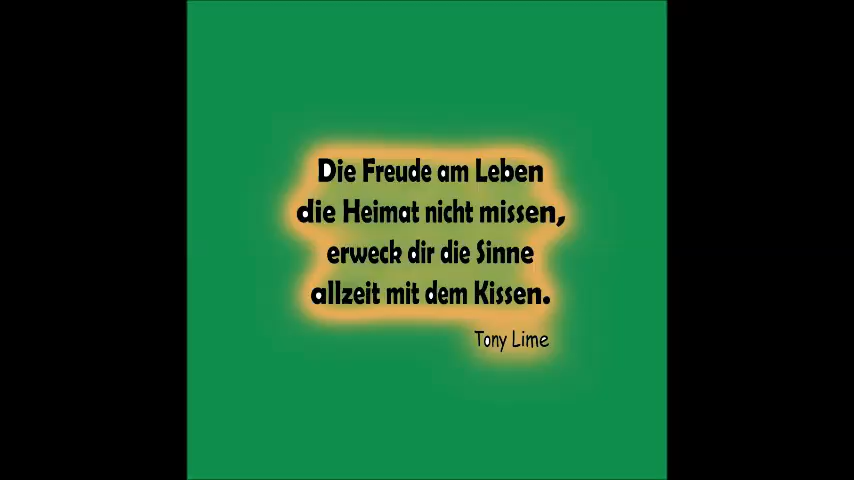 Die Freude am Leben
die Heimat nicht missen,
erweck dir die Sinne
allzeit mit dem Kissen.
Tony Lime